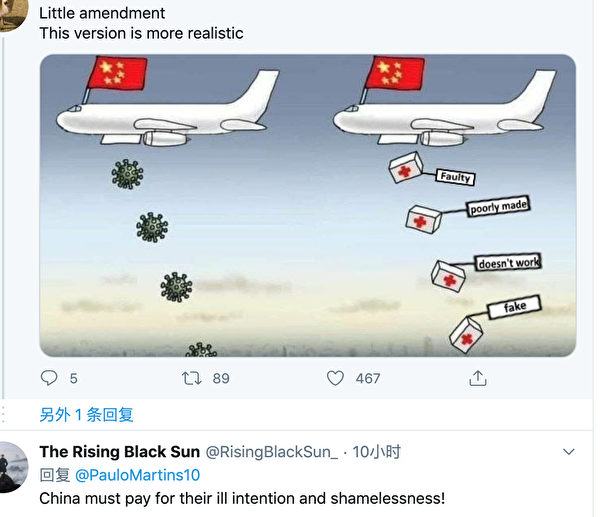 Little amendment
This version is more realistic
Faulty
poorly made
doesn't work
fake
5
89
467
另外 1 条回复
The Rising Black Sun @RisingBlackSun_ · 10小时
回复 @PauloMartins10
China must pay for their ill intention and shamelessness!